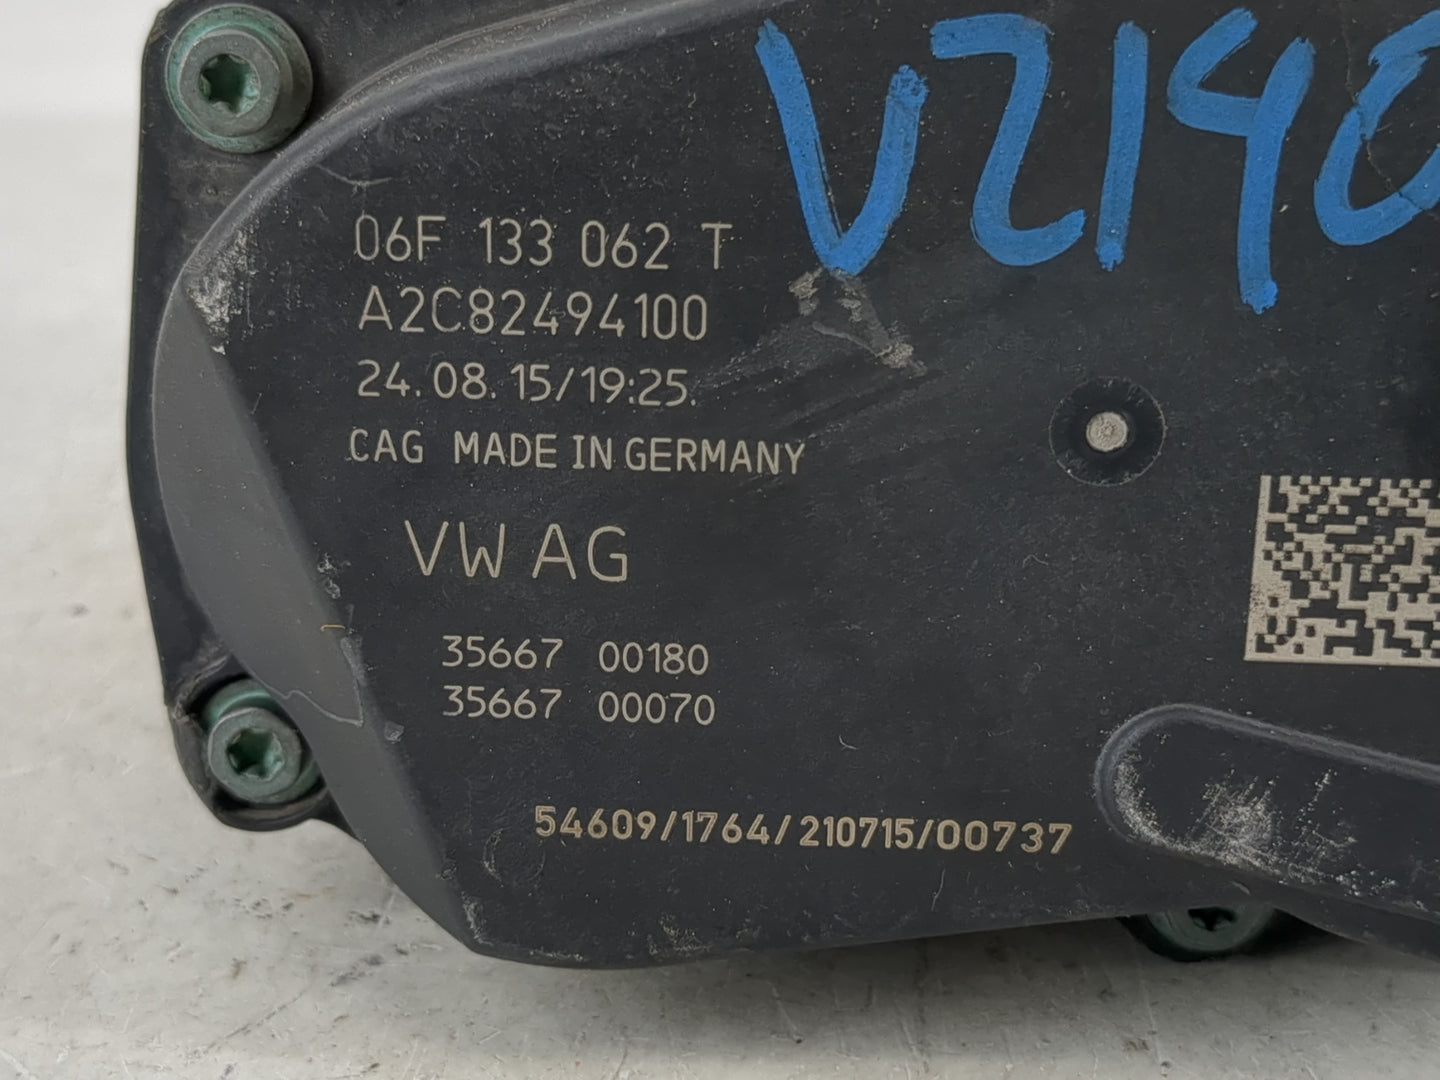 VZ140
06F 133 062 T
A2C82494100
24.08.15/19:25.
CAG MADE IN GERMANY
VW AG
35667 00180
35667 00070
54609/1764/210715/00737